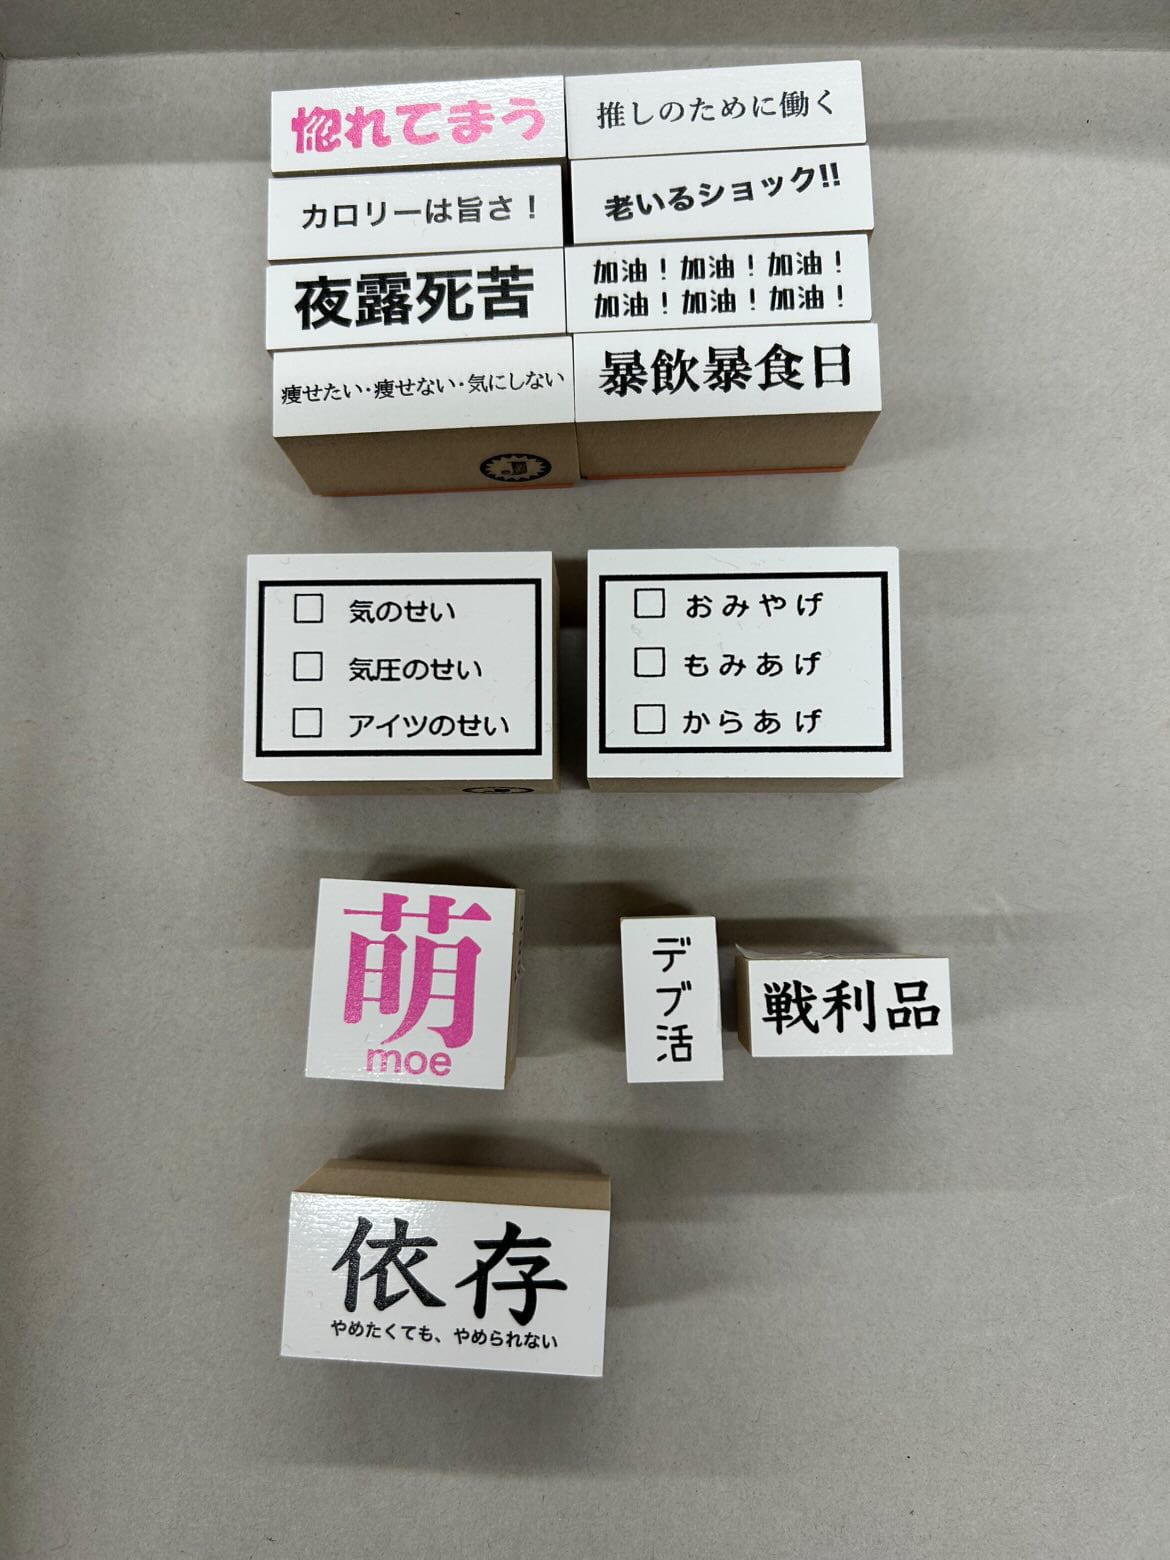 惚れてまう
推しのために働く
カロリーは旨さ！
老いるショック!!
夜露死苦
加油！加油！加油！
加油！加油！加油！
痩せたい・痩せない・気にしない
暴飲暴食日
□ 気のせい
□ 気圧のせい
□ アイツのせい
□ おみやげ
□ もみあげ
□ からあげ
萌
moe
デブ活
戦利品
依存
やめたくても、やめられない